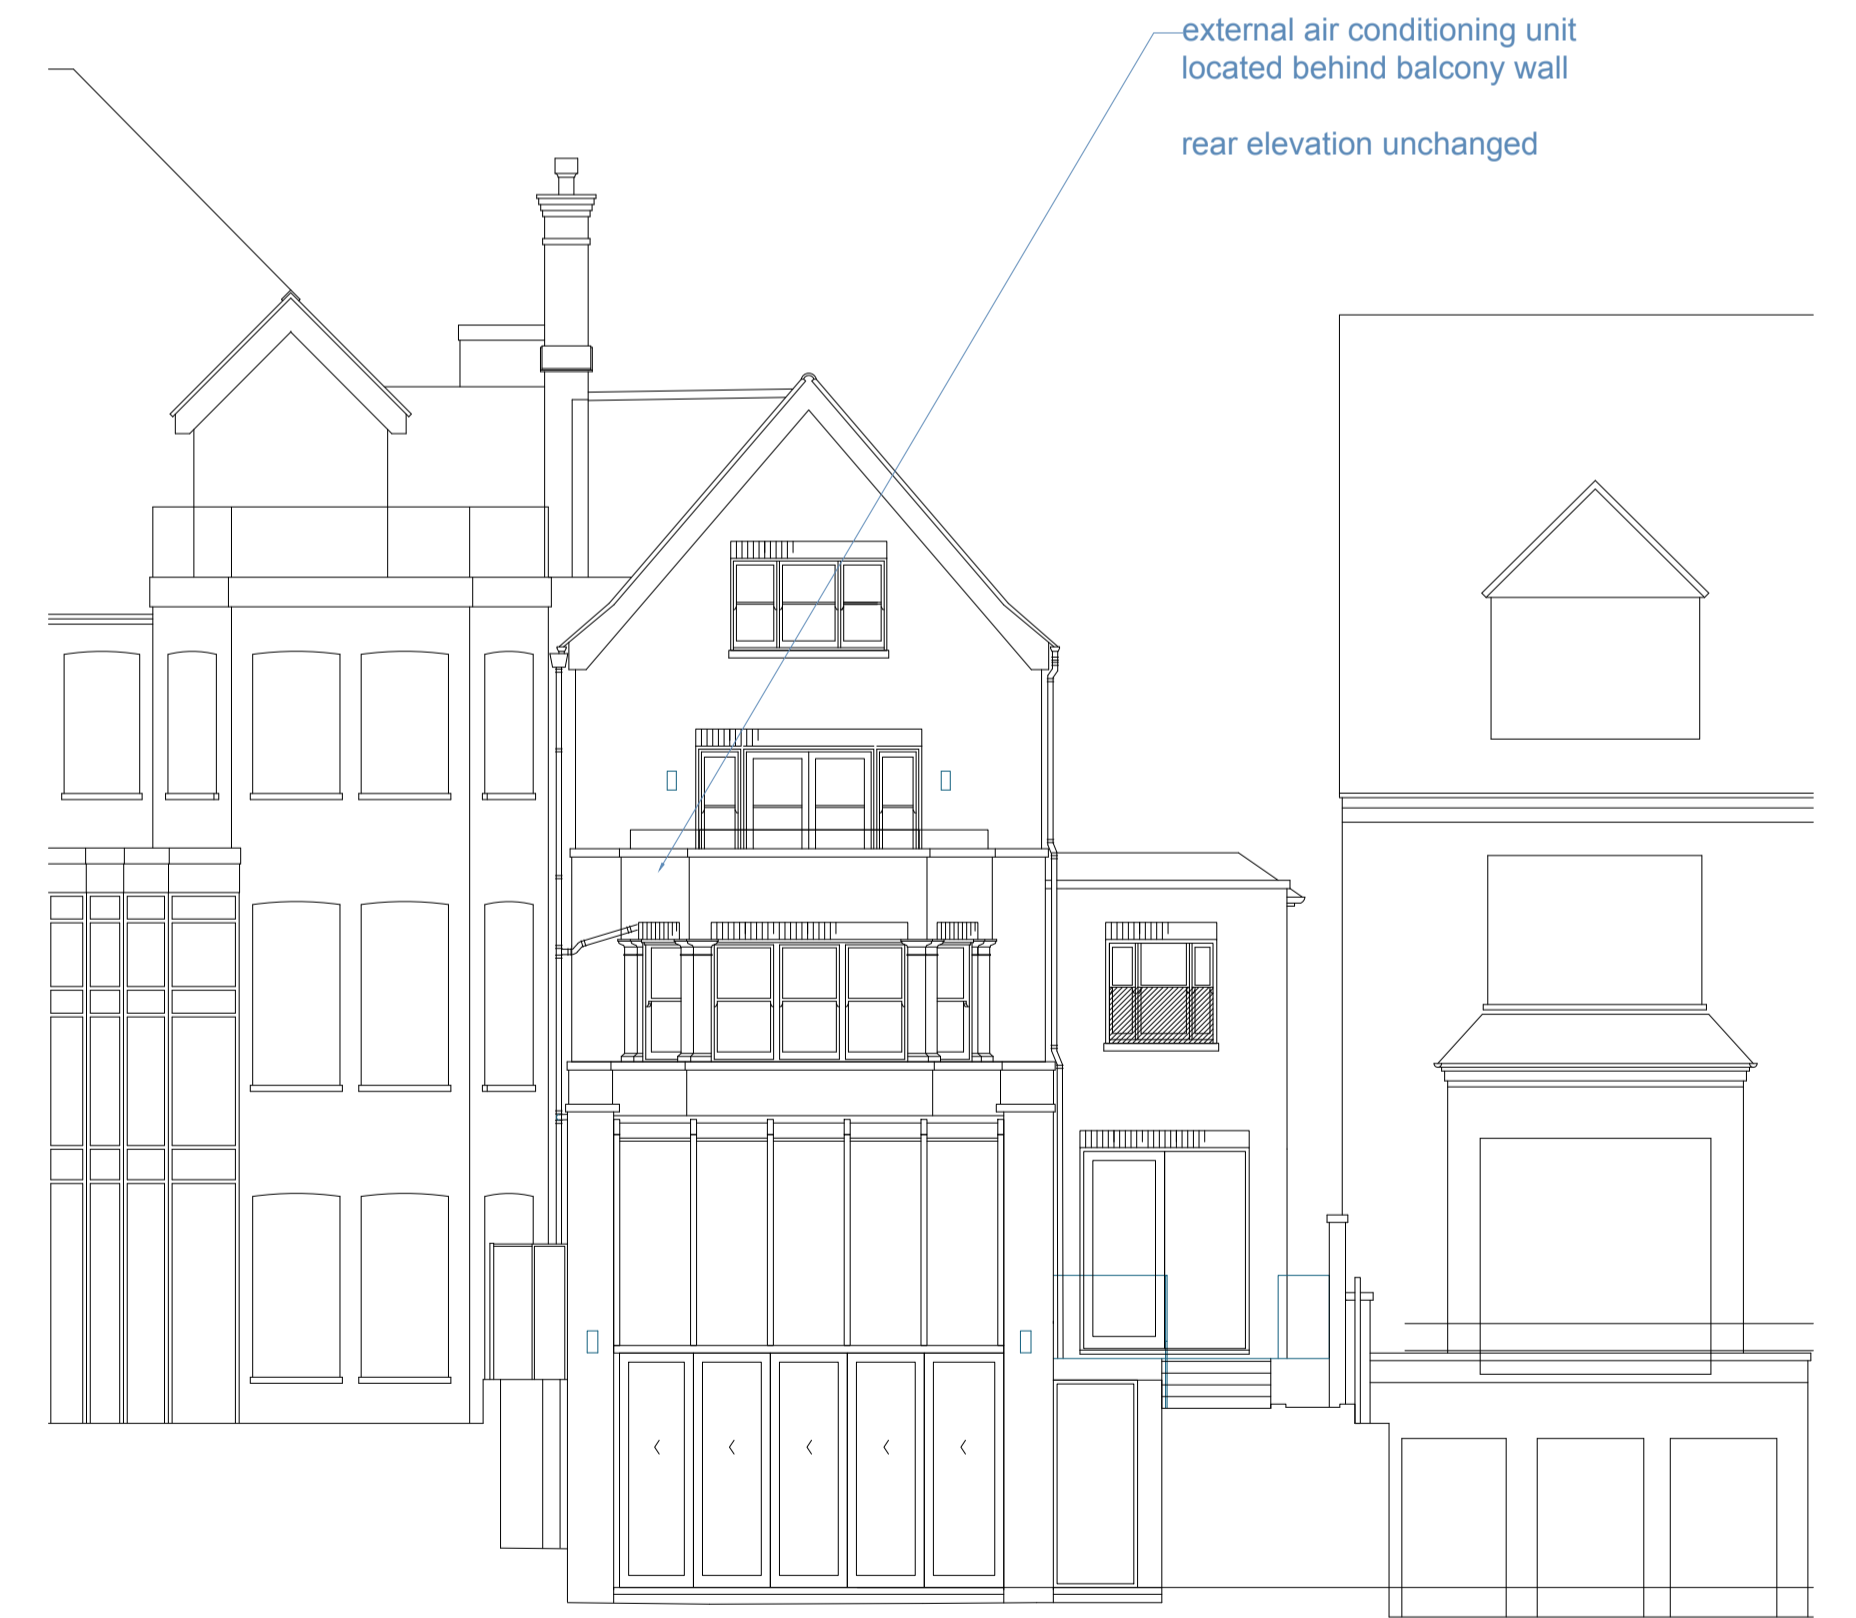 external air conditioning unit
located behind balcony wall
rear elevation unchanged